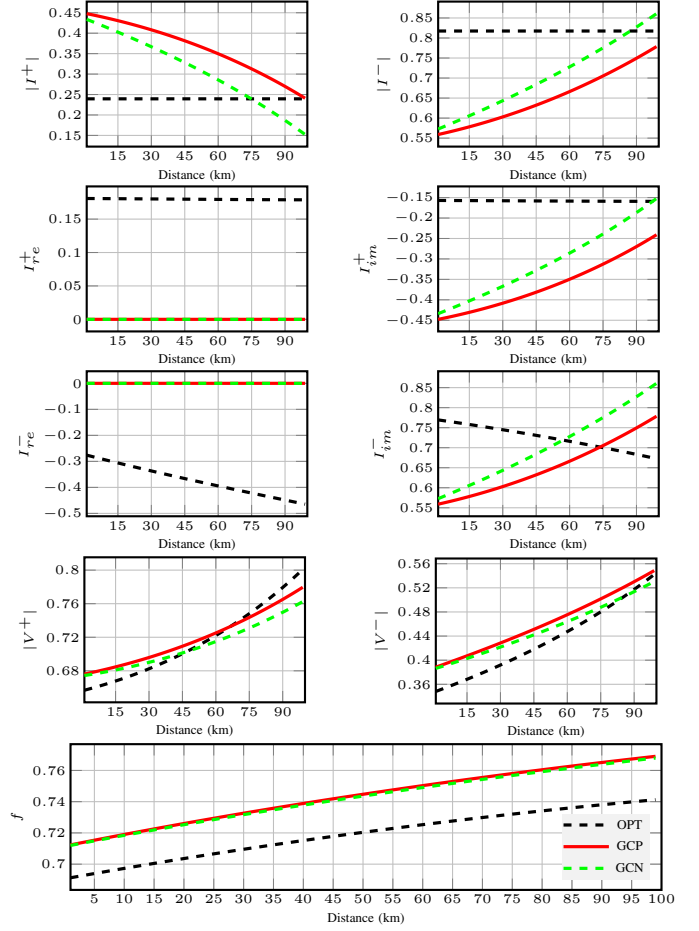 0.45
0.4
0.35
0.3
0.24
0.15
|I⁺|
15 30 45 60 75 90
Distance (km)
0.85
0.8
0.75
0.7
0.65
0.6
0.55
|I⁻|
15 30 45 60 75 90
Distance (km)
0.15
0.1
0.05
0
I⁺re
15 30 45 60 75 90
Distance (km)
−0.15
−0.2
−0.25
−0.3
−0.35
−0.4
−0.45
I⁺im
15 30 45 60 75 90
Distance (km)
0
−0.1
−0.2
−0.3
−0.4
−0.5
I⁻re
15 30 45 60 75 90
Distance (km)
0.85
0.8
0.75
0.7
0.65
0.6
0.55
I⁻im
15 30 45 60 75 90
Distance (km)
0.8
0.76
0.72
0.68
|V⁺|
15 30 45 60 75 90
Distance (km)
0.56
0.52
0.48
0.44
0.4
0.36
|V⁻|
15 30 45 60 75 90
Distance (km)
0.76
0.74
0.72
0.7
f
OPT
GCP
GCN
5 10 15 20 25 30 35 40 45 50 55 60 65 70 75 80 85 90 95 100
Distance (km)